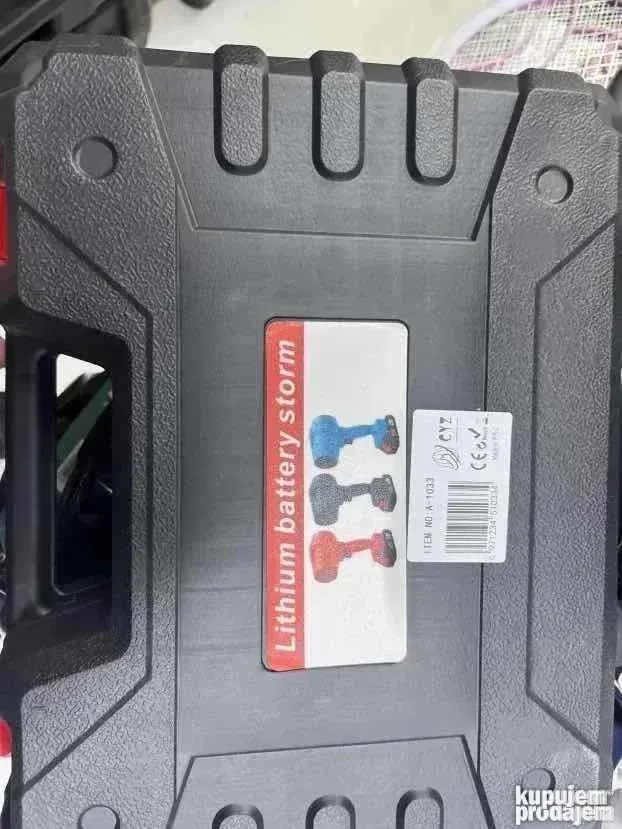 Lithium battery storm
CYZ
ITEM NO:A-1033
CE
kupujem
prodajem